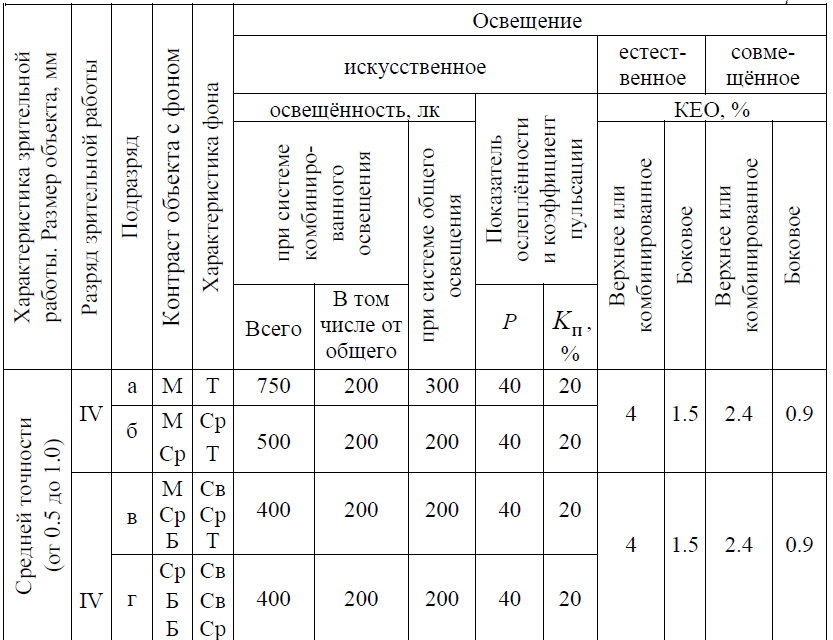 Характеристика зрительной
работы. Размер объекта, мм
Разряд зрительной работы
Подразряд
Контраст объекта с фоном
Характеристика фона
Освещение
искусственное
естест-
венное
совме-
щённое
освещённость, лк
Показатель
ослеплённости
и коэффициент
пульсации
КЕО, %
при системе
комбиниро-
ванного
освещения
при системе общего
освещения
Верхнее или
комбинированное
Боковое
Верхнее или
комбинированное
Боковое
Всего
В том
числе от
общего
P
Kп,
%
Средней точности
(от 0.5 до 1.0)
IV
а М Т 750 200 300 40 20
б
М Ср
Ср Т
500 200 200 40 20
4 1.5 2.4 0.9
IV
в
М Св
Ср Ср
Б Т
400 200 200 40 20
г
Ср Св
Б Св
Б Ср
400 200 200 40 20
4 1.5 2.4 0.9